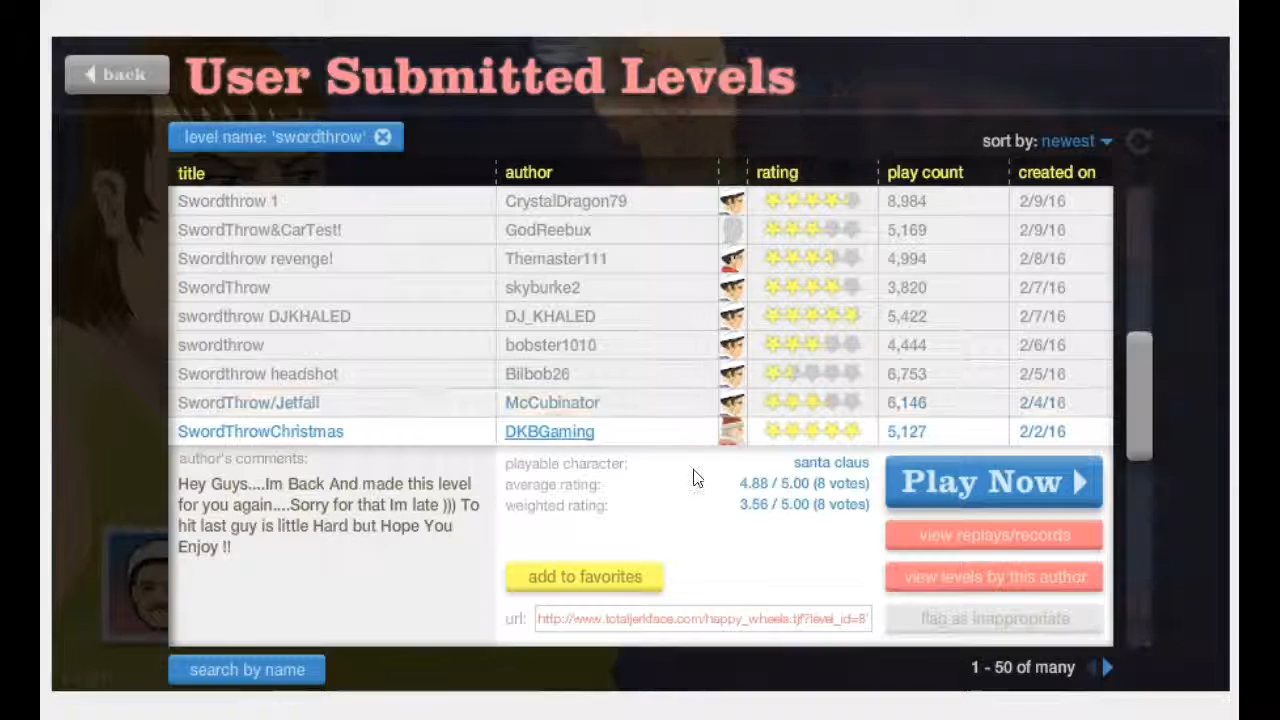 back
User Submitted Levels
level name: 'swordthrow'
sort by: newest
title author rating play count created on
Swordthrow 1 CrystalDragon79 8,984 2/9/16
SwordThrow&CarTest! GodReebux 5,169 2/9/16
Swordthrow revenge! Themaster111 4,994 2/8/16
SwordThrow skyburke2 3,820 2/7/16
swordthrow DJKHALED DJ_KHALED 5,422 2/7/16
swordthrow bobster1010 4,444 2/6/16
Swordthrow headshot Bilbob26 6,753 2/5/16
SwordThrow/Jetfall McCubinator 6,146 2/4/16
SwordThrowChristmas DKBGaming 5,127 2/2/16
author's comments:
Hey Guys....Im Back And made this level
for you again....Sorry for that Im late ))) To
hit last guy is little Hard but Hope You
Enjoy !!
playable character: santa claus
average rating: 4.88 / 5.00 (8 votes)
weighted rating: 3.56 / 5.00 (8 votes)
Play Now
view replays/records
add to favorites
view levels by this author
url: http://www.totaljerkface.com/happy_wheels.tjf?level_id=8
flag as inappropriate
search by name
1 - 50 of many